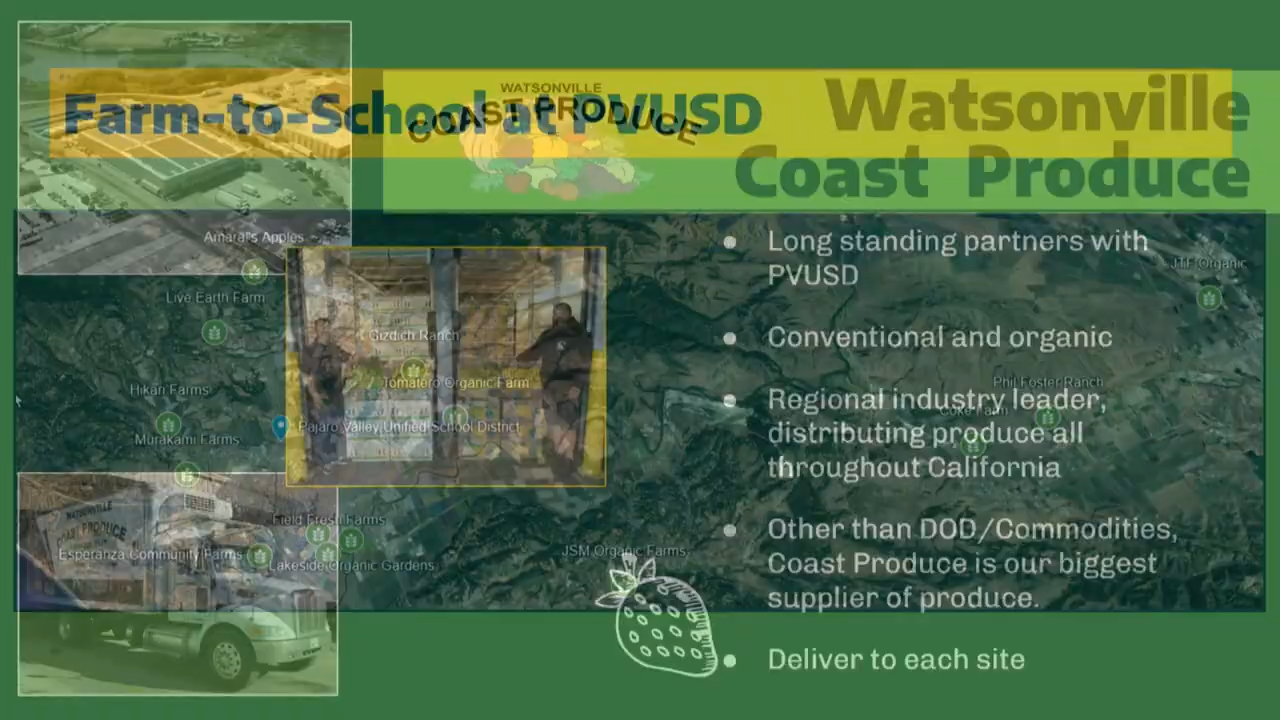 Farm-to-School at PVUSD
WATSONVILLE
COAST PRODUCE
Watsonville
Coast Produce
Long standing partners with
PVUSD
Conventional and organic
Regional industry leader,
distributing produce all
throughout California
Other than DOD/Commodities,
Coast Produce is our biggest
supplier of produce.
Deliver to each site
Amaral's Apples
Live Earth Farm
Gizdich Ranch
Tomatero Organic Farm
Hikari Farms
Murakami Farms
Pajaro Valley Unified School District
Field Fresh Farms
Esperanza Community Farms
Lakeside Organic Gardens
JSM Organic Farms
JTF Organic
Phil Foster Ranch
Coke Farm
WATSONVILLE
COAST PRODUCE